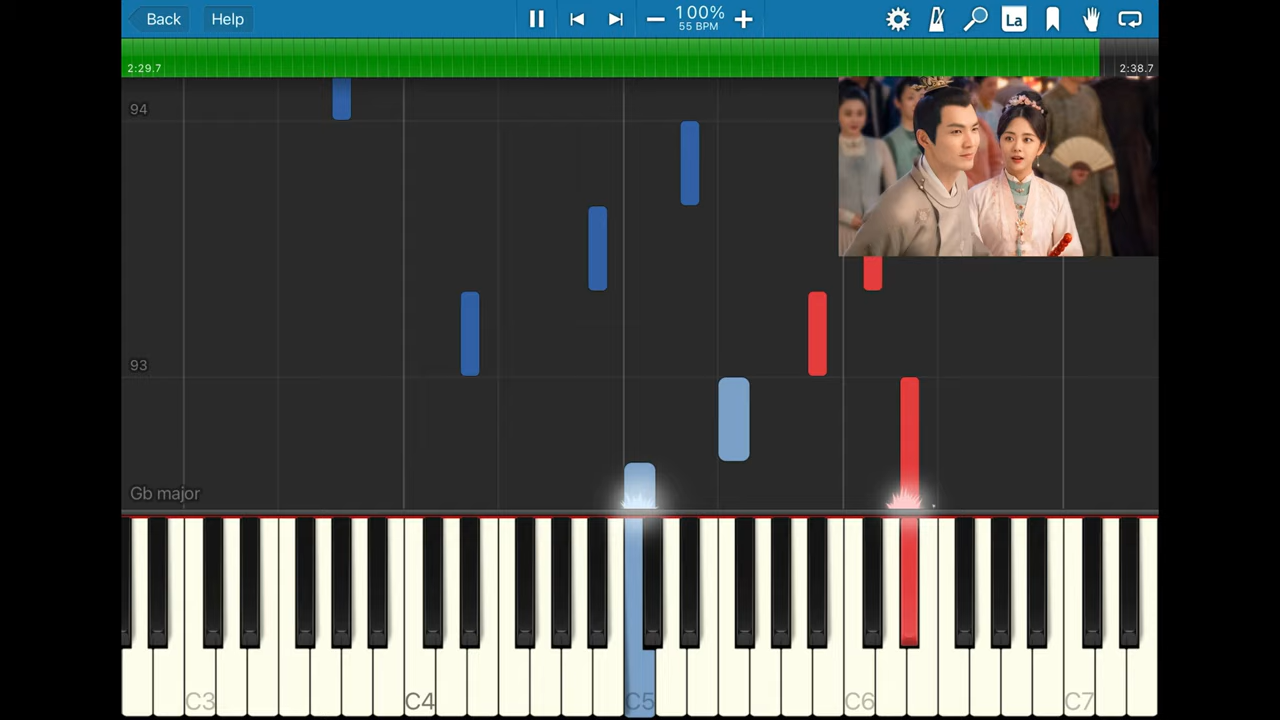 Back
Help
100%
55 BPM
La
2:29.7
2:38.7
94
93
Gb major
C3
C4
C5
C6
C7